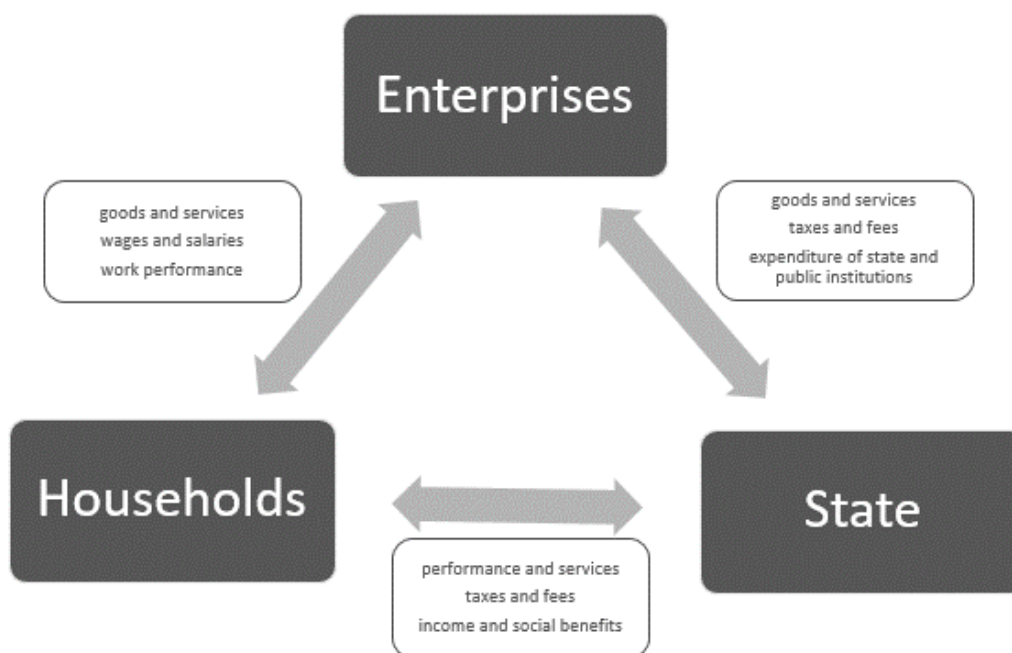 Enterprises
goods and services
wages and salaries
work performance
goods and services
taxes and fees
expenditure of state and
public institutions
Households
State
performance and services
taxes and fees
income and social benefits